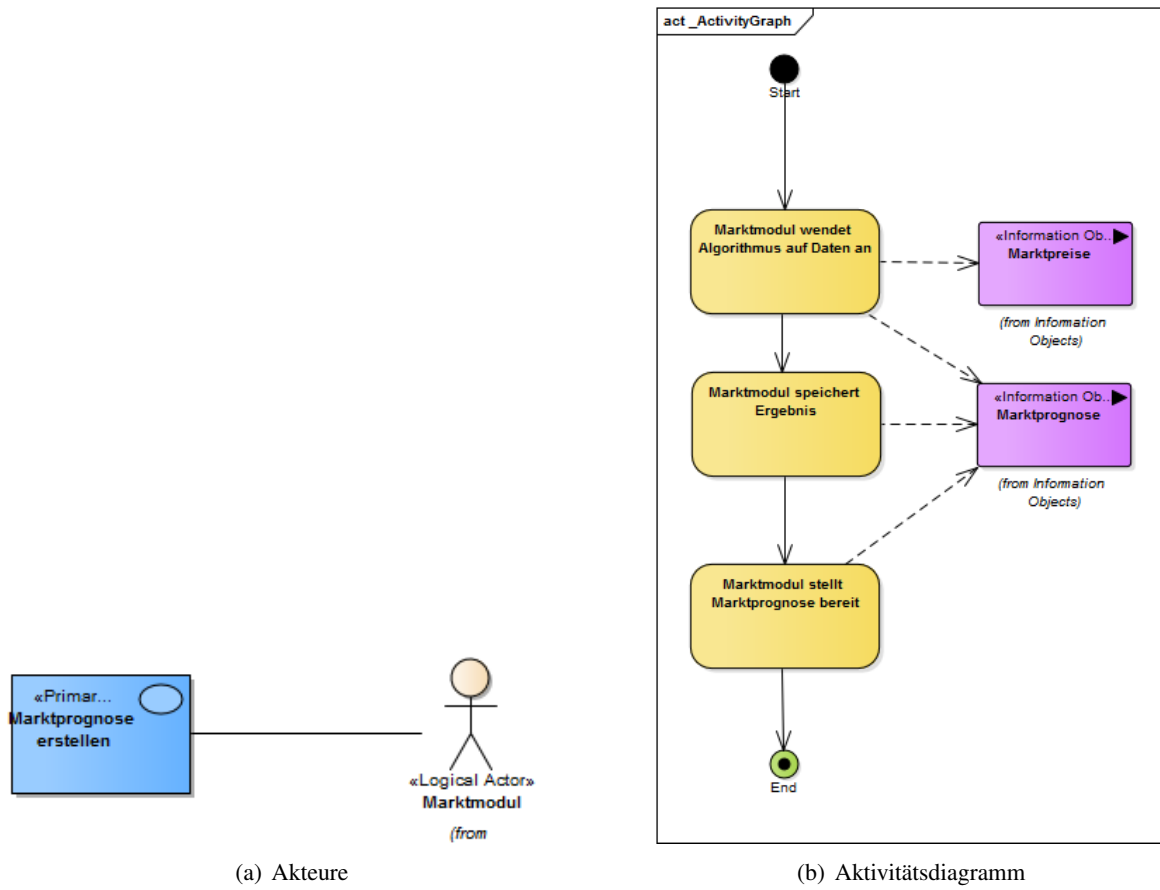 «Primar...
Marktprognose
erstellen
«Logical Actor»
Marktmodul
(from
(a) Akteure
act _ActivityGraph
Start
Marktmodul wendet
Algorithmus auf Daten an
«Information Ob...
Marktpreise
(from Information
Objects)
Marktmodul speichert
Ergebnis
«Information Ob...
Marktprognose
(from Information
Objects)
Marktmodul stellt
Marktprognose bereit
End
(b) Aktivitätsdiagramm